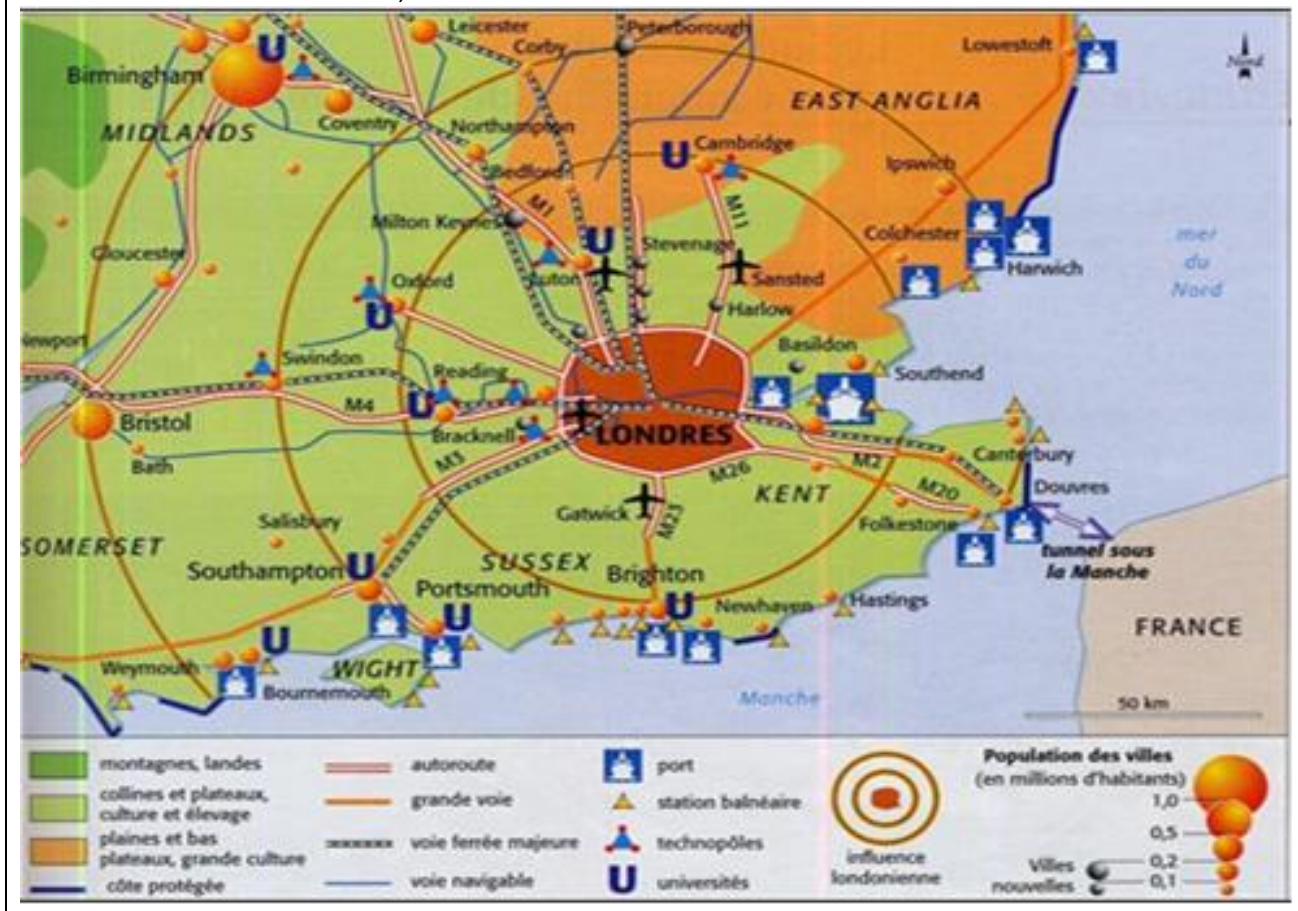 Leicester
Peterborough
Corby
Lowestoft
Nord
Birmingham
EAST ANGLIA
MIDLANDS
Coventry
Northampton
Cambridge
U
U
Bedford
Ipswich
M1
M11
Milton Keynes
Colchester
mer
du
Nord
Gloucester
U
Stevenage
Harwich
Luton
Sansted
Oxford
Harlow
U
Newport
Basildon
Swindon
Reading
Southend
M4
U
Bristol
Bracknell
LONDRES
Bath
M3
M26
M2
Canterbury
KENT
M20
Douvres
Gatwick
M23
Folkestone
Salisbury
SOMERSET
tunnel sous
la Manche
SUSSEX
Southampton
U
Portsmouth
Brighton
U
U
Newhaven
Hastings
FRANCE
U
Weymouth
WIGHT
Bournemouth
Manche
50 km
montagnes, landes
collines et plateaux,
culture et élevage
plaines et bas
plateaux, grande culture
côte protégée
autoroute
grande voie
voie ferrée majeure
voie navigable
port
station balnéaire
technopôles
U universités
influence
londonienne
Population des villes
(en millions d'habitants)
1,0
0,5
0,2
0,1
Villes
nouvelles